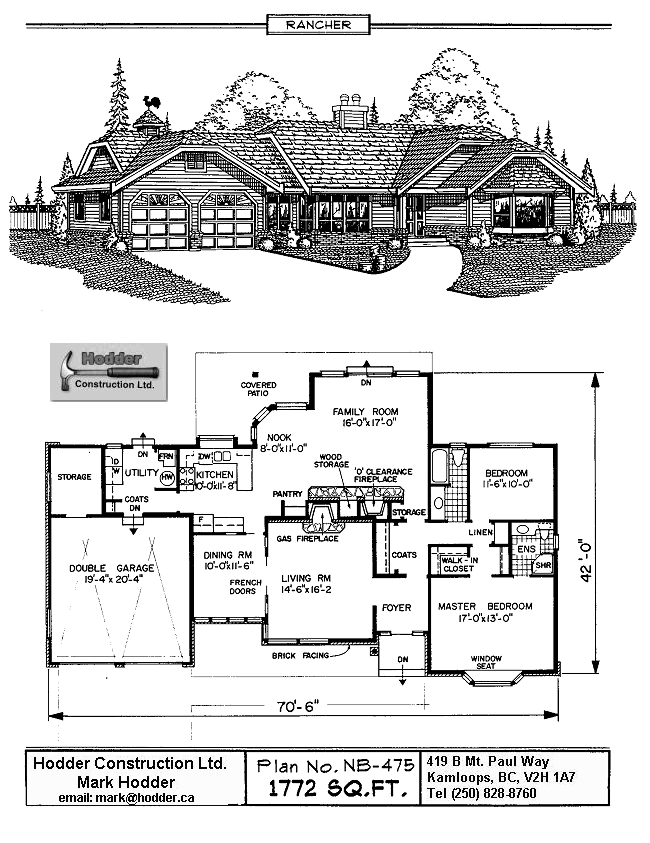 RANCHER
Hodder
Construction Ltd.
COVERED
PATIO
DN
FAMILY ROOM
16'-0"x17'-0"
NOOK
8'-0"x11'-0"
DN
D
W
FRN
HW
UTILITY
DW
KITCHEN
10'-0"x11'-8"
STORAGE
COATS
DN
WOOD
STORAGE
'O' CLEARANCE
FIREPLACE
PANTRY
STORAGE
F
BEDROOM
11'-6"x10'-0"
LINEN
ENS
SHR
GAS FIREPLACE
COATS
WALK-IN
CLOSET
DOUBLE GARAGE
19'-4"x20'-4"
DINING RM
10'-0"x11'-6"
FRENCH
DOORS
LIVING RM
14'-6"x16'-2
FOYER
MASTER BEDROOM
17'-0"x13'-0"
42'-0"
BRICK FACING
DN
WINDOW
SEAT
70'-6"
Hodder Construction Ltd.
Mark Hodder
email: mark@hodder.ca
Plan No. NB-475
1772 SQ.FT.
419 B Mt. Paul Way
Kamloops, BC, V2H 1A7
Tel (250) 828-8760